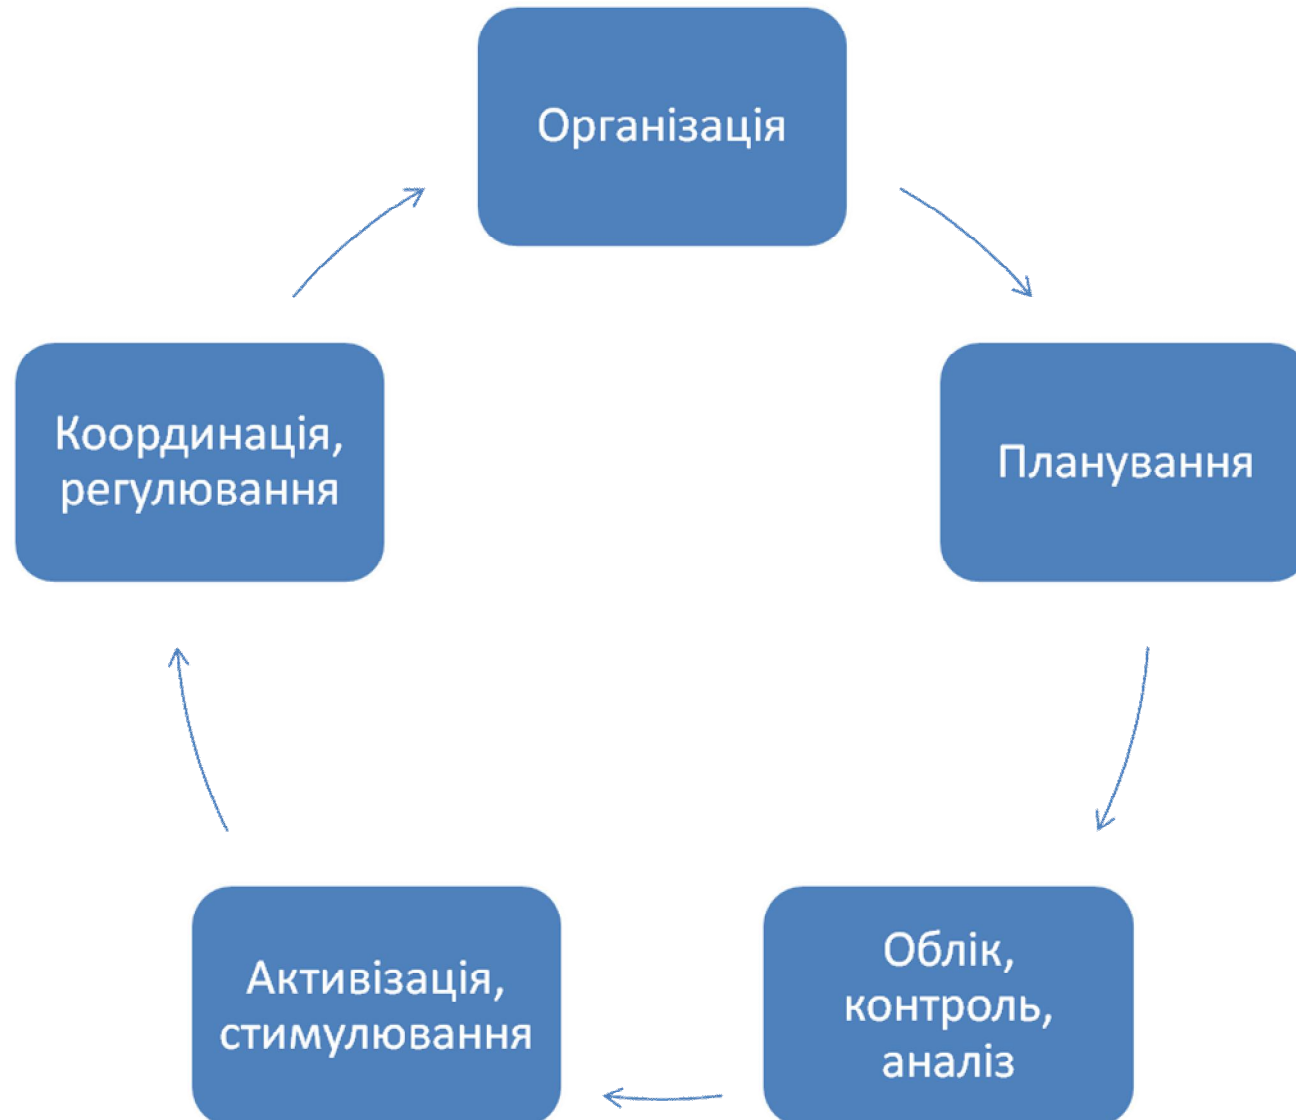 Організація
Планування
Облік,
контроль,
аналіз
Активізація,
стимулювання
Координація,
регулювання